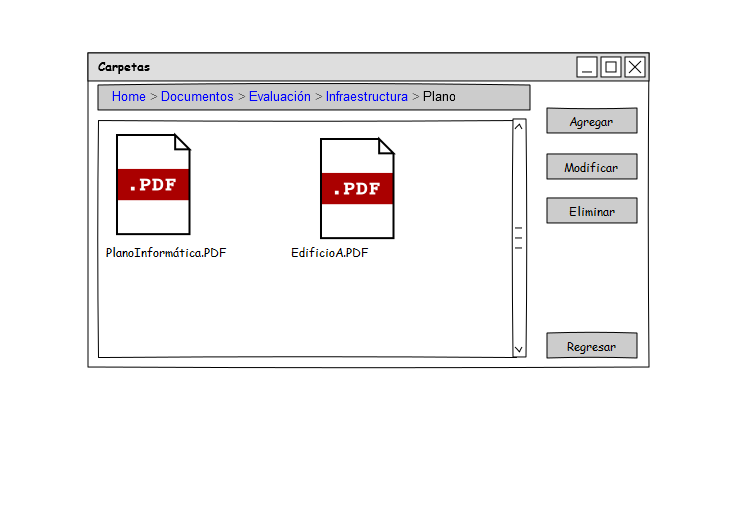 Carpetas
Home > Documentos > Evaluación > Infraestructura > Plano
Agregar
Modificar
Eliminar
.PDF
.PDF
PlanoInformática.PDF
EdificioA.PDF
Regresar